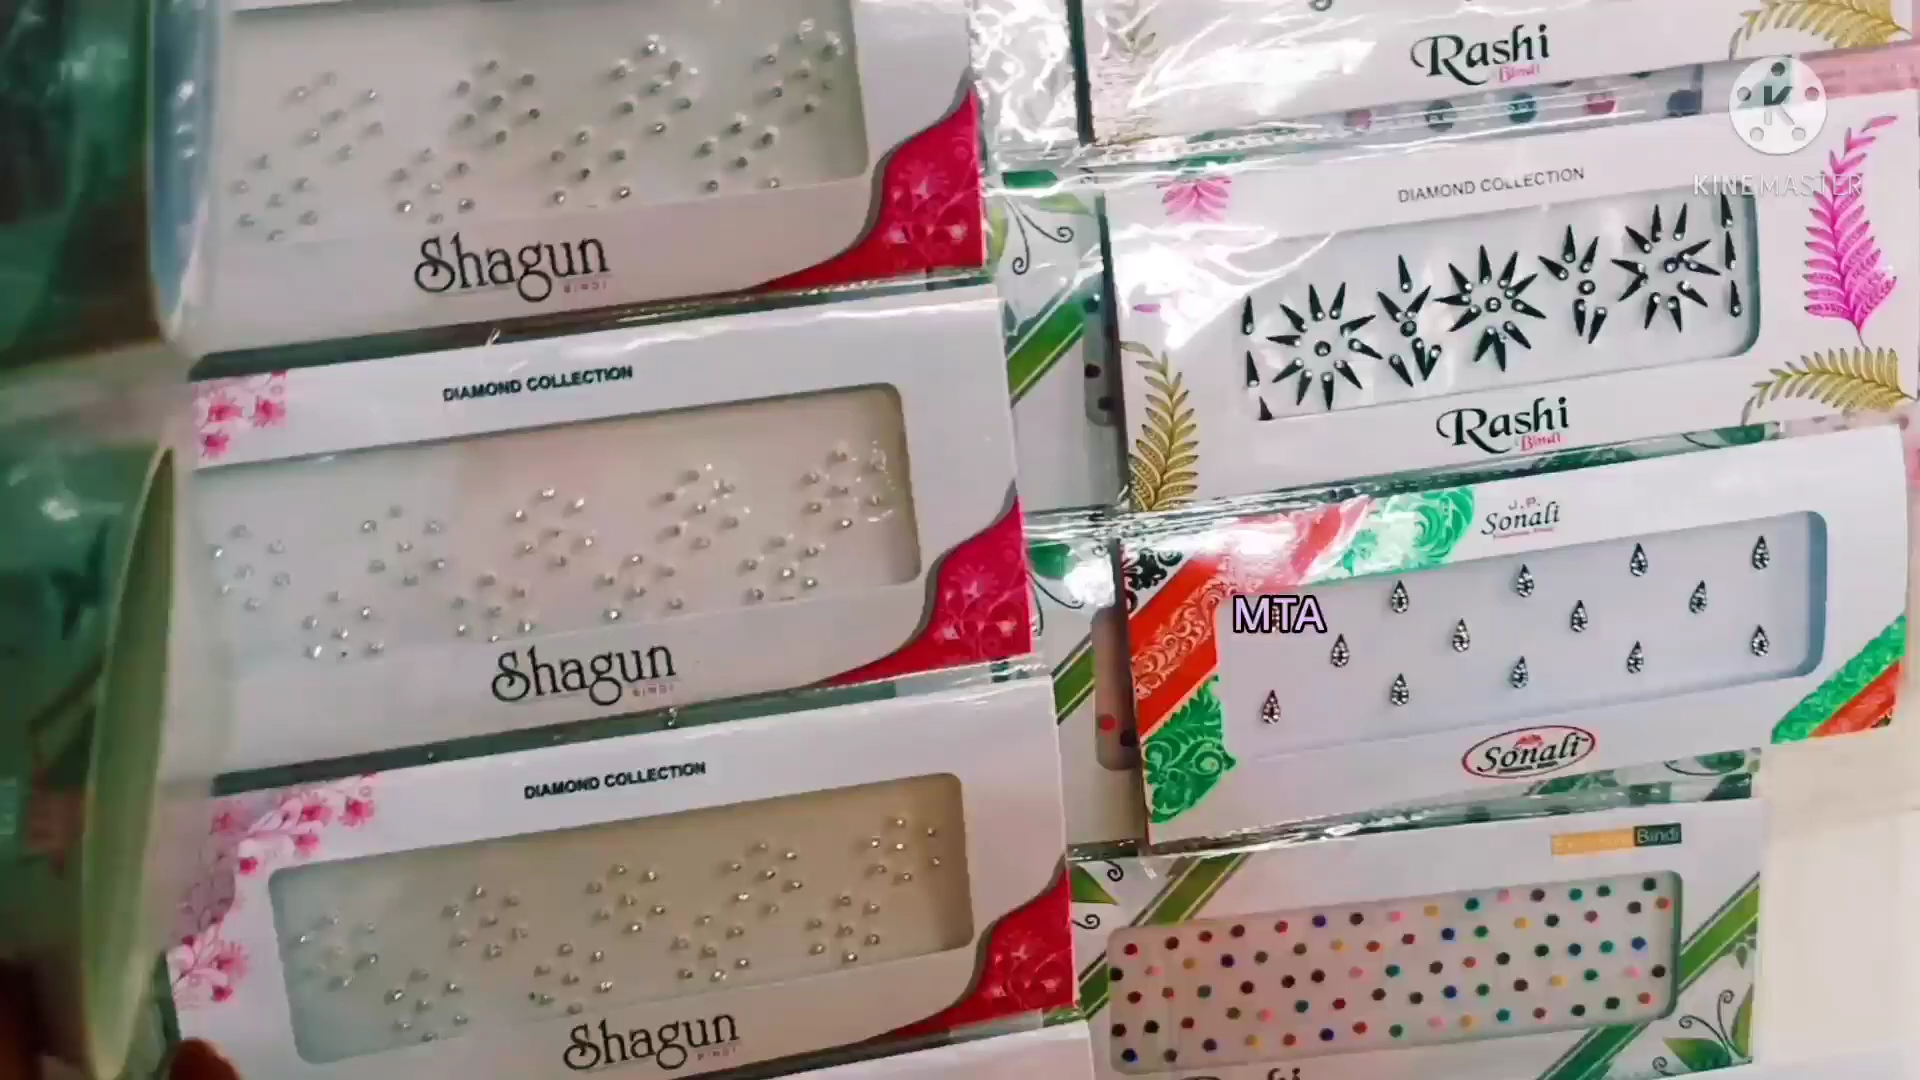 Shagun
BINDI
DIAMOND COLLECTION
Shagun
BINDI
DIAMOND COLLECTION
Shagun
BINDI
Rashi
Bindi
KINEMASTER
DIAMOND COLLECTION
Rashi
Bindi
J.P.
Sonali
MTA
Sonali
Bindi